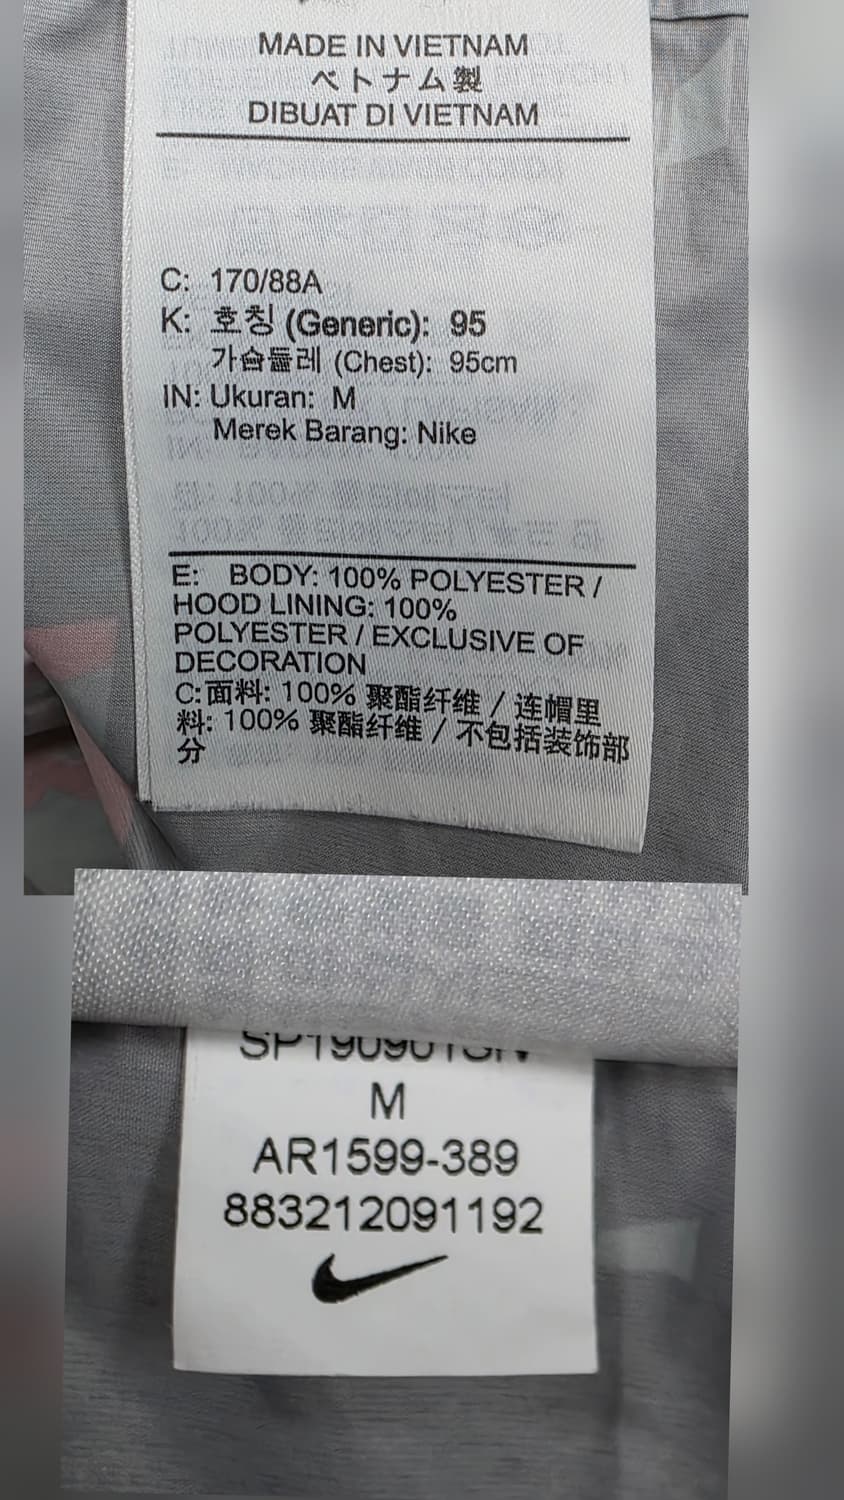 MADE IN VIETNAM
ベトナム製
DIBUAT DI VIETNAM
C: 170/88A
K: 호칭 (Generic): 95
가슴둘레 (Chest): 95cm
IN: Ukuran: M
Merek Barang: Nike
E: BODY: 100% POLYESTER /
HOOD LINING: 100%
POLYESTER / EXCLUSIVE OF
DECORATION
C:面料: 100% 聚酯纤维 / 连帽里
料: 100% 聚酯纤维 / 不包括装饰部
分
M
AR1599-389
883212091192